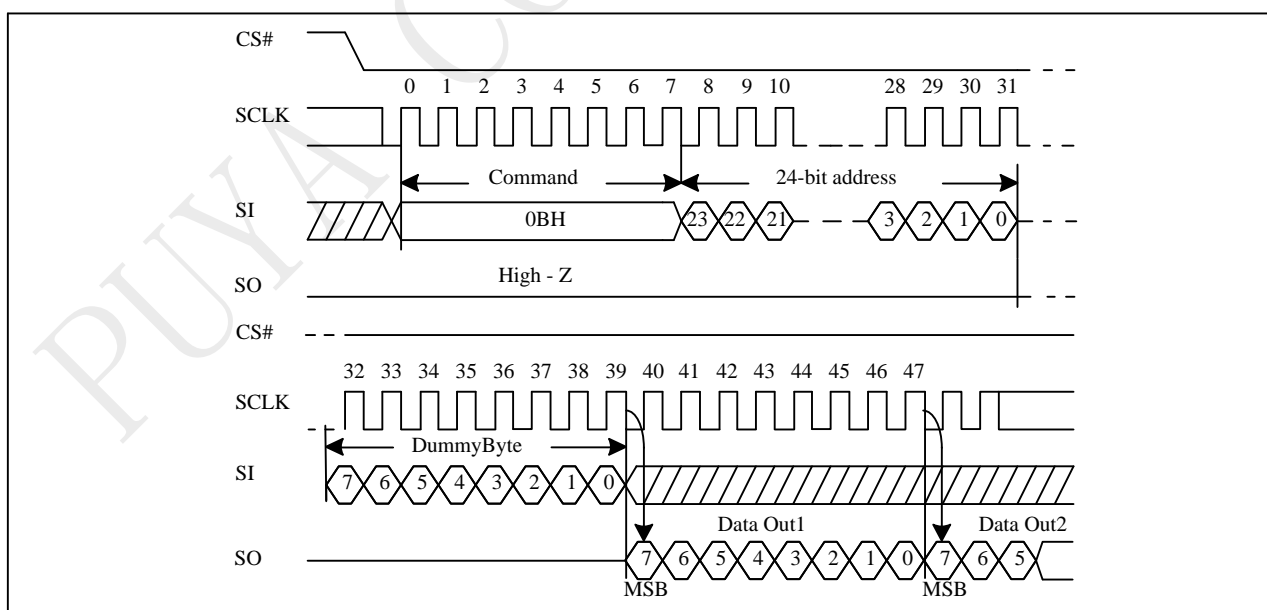 PUYA CO
CS#
0 1 2 3 4 5 6 7 8 9 10 28 29 30 31
SCLK
Command 24-bit address
SI 0BH 23 22 21 3 2 1 0
High - Z
SO
CS#
32 33 34 35 36 37 38 39 40 41 42 43 44 45 46 47
SCLK
DummyByte
SI 7 6 5 4 3 2 1 0
Data Out1 Data Out2
SO 7 6 5 4 3 2 1 0 7 6 5
MSB MSB